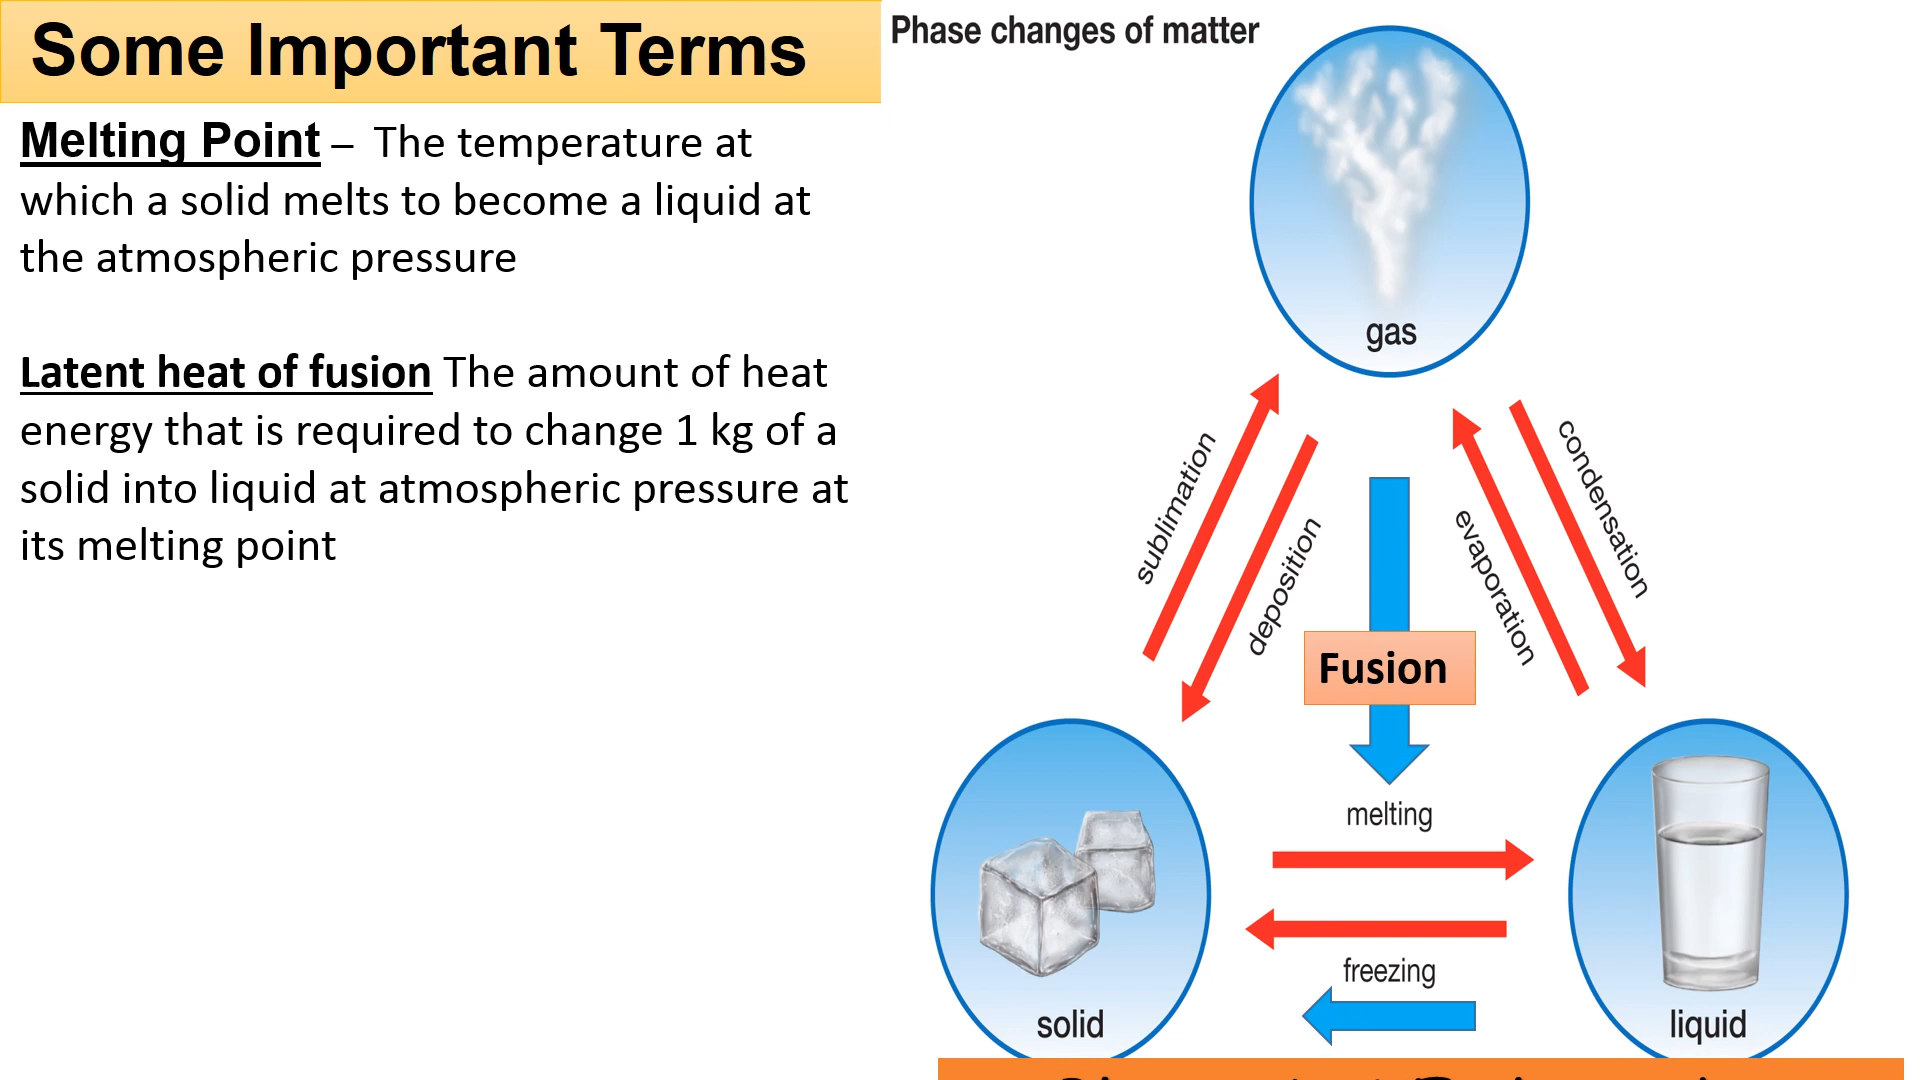 Some Important Terms
Melting Point – The temperature at
which a solid melts to become a liquid at
the atmospheric pressure
Latent heat of fusion The amount of heat
energy that is required to change 1 kg of a
solid into liquid at atmospheric pressure at
its melting point
Phase changes of matter
gas
sublimation
deposition
evaporation
condensation
Fusion
melting
freezing
solid
liquid